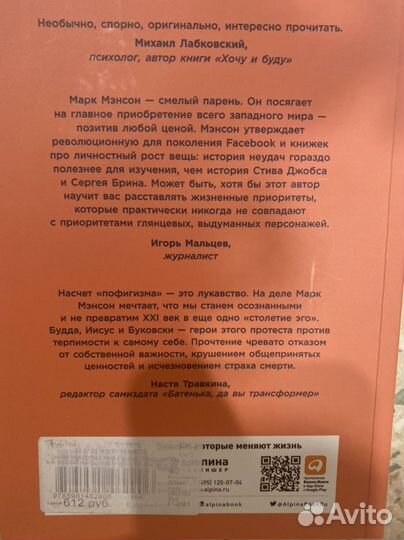 Необычно, спорно, оригинально, интересно прочитать.
Михаил Лабковский,
психолог, автор книги «Хочу и буду»
Марк Мэнсон — смелый парень. Он посягает
на главное приобретение всего западного мира —
позитив любой ценой. Мэнсон утверждает
революционную для поколения Facebook и книжек
про личностный рост вещь: история неудач гораздо
полезнее для изучения, чем история Стива Джобса
и Сергея Брина. Может быть, хотя бы этот автор
научит вас расставлять жизненные приоритеты,
которые практически никогда не совпадают
с приоритетами глянцевых, выдуманных персонажей.
Игорь Мальцев,
журналист
Насчет «пофигизма» — это лукавство. На деле Марк
Мэнсон мечтает, что мы станем осознанными
и не превратим XXI век в еще одно «столетие эго».
Будда, Иисус и Буковски — герои этого протеста против
терпимости к самому себе. Прочтение чревато отказом
от собственной важности, крушением общепринятых
ценностей и исчезновением страха смерти.
Настя Травкина,
редактор самиздата «Батенька, да вы трансформер»
которые меняют жизнь
612 руб.
Avito